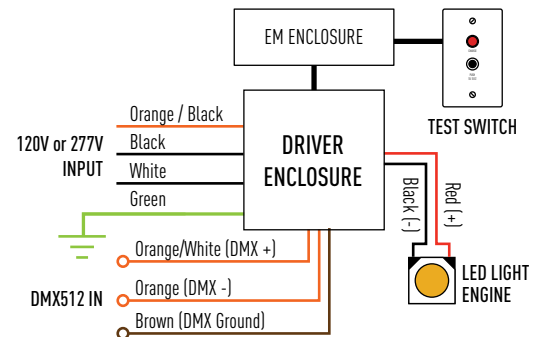 EM ENCLOSURE
TEST SWITCH
120V or 277V
INPUT
Orange / Black
Black
White
Green
DRIVER
ENCLOSURE
Black (-)
Red (+)
LED LIGHT
ENGINE
DMX512 IN
Orange/White (DMX +)
Orange (DMX -)
Brown (DMX Ground)